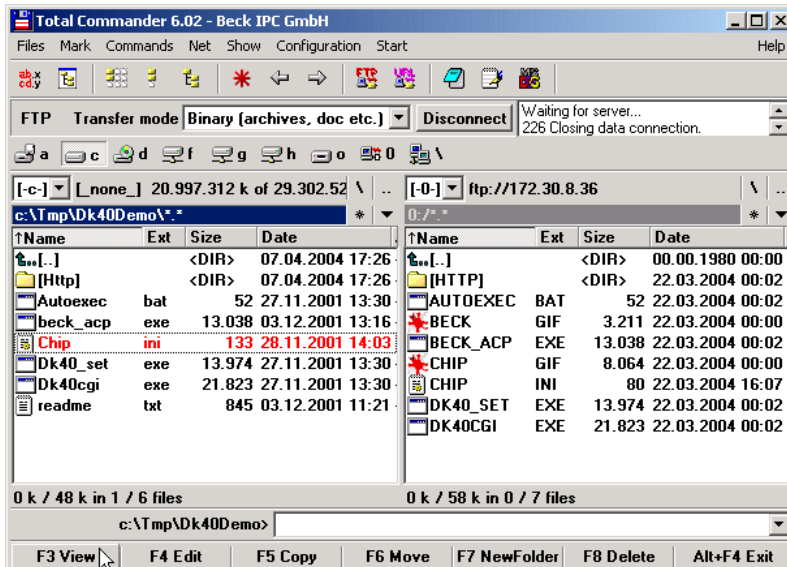 Total Commander 6.02 - Beck IPC GmbH
Files Mark Commands Net Show Configuration Start Help
FTP Transfer mode Binary (archives, doc etc.) Disconnect Waiting for server...
226 Closing data connection.
a c d f g h o 0 \
[-c-] [_none_] 20.997.312 k of 29.302.52 \ .. [-0-] ftp://172.30.8.36 \ ..
c:\Tmp\Dk40Demo\*.* * 0:/*.* *
↑Name Ext Size Date ↑Name Ext Size Date
[..] <DIR> 07.04.2004 17:26 [..] <DIR> 00.00.1980 00:00
[Http] <DIR> 07.04.2004 17:26 [HTTP] <DIR> 22.03.2004 00:02
Autoexec bat 52 27.11.2001 13:30 AUTOEXEC BAT 52 22.03.2004 00:02
beck_acp exe 13.038 03.12.2001 13:16 BECK GIF 3.211 22.03.2004 00:00
Chip ini 133 28.11.2001 14:03 BECK_ACP EXE 13.038 22.03.2004 00:02
Dk40_set exe 13.974 27.11.2001 13:30 CHIP GIF 8.064 22.03.2004 00:00
Dk40cgi exe 21.823 27.11.2001 13:30 CHIP INI 80 22.03.2004 16:07
readme txt 845 03.12.2001 11:21 DK40_SET EXE 13.974 22.03.2004 00:02
DK40CGI EXE 21.823 22.03.2004 00:02
0 k / 48 k in 1 / 6 files 0 k / 58 k in 0 / 7 files
c:\Tmp\Dk40Demo>
F3 View F4 Edit F5 Copy F6 Move F7 NewFolder F8 Delete Alt+F4 Exit